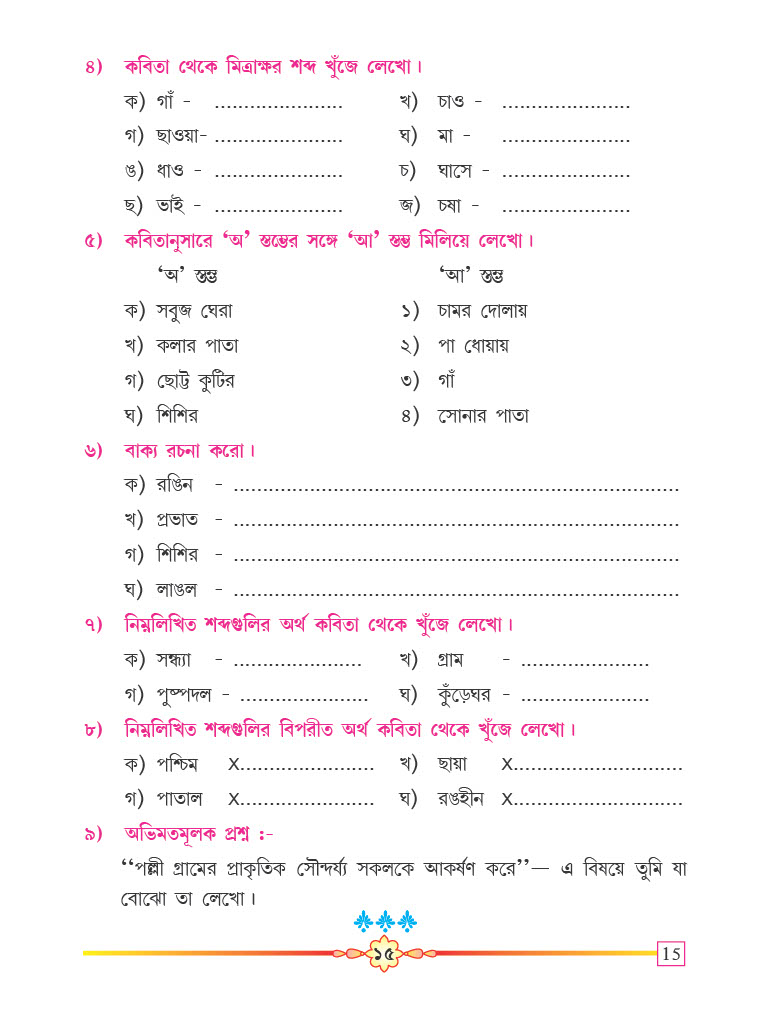 ৪) কবিতা থেকে মিত্রাক্ষর শব্দ খুঁজে লেখো।
ক) গাঁ - ...................... খ) চাও - ......................
গ) ছাওয়া- ...................... ঘ) মা - ......................
ঙ) ধাও - ...................... চ) ঘাসে - ......................
ছ) ভাই - ...................... জ) চষা - ......................
৫) কবিতানুসারে ‘অ’ স্তম্ভের সঙ্গে ‘আ’ স্তম্ভ মিলিয়ে লেখো।
‘অ’ স্তম্ভ ‘আ’ স্তম্ভ
ক) সবুজ ঘেরা ১) চামর দোলায়
খ) কলার পাতা ২) পা ধোয়ায়
গ) ছোট্ট কুটির ৩) গাঁ
ঘ) শিশির ৪) সোনার পাতা
৬) বাক্য রচনা করো।
ক) রঙিন - ............................................................................
খ) প্রভাত - ............................................................................
গ) শিশির - ............................................................................
ঘ) লাঙল - ............................................................................
৭) নিম্নলিখিত শব্দগুলির অর্থ কবিতা থেকে খুঁজে লেখো।
ক) সন্ধ্যা - ...................... খ) গ্রাম - ......................
গ) পুষ্পদল - ...................... ঘ) কুঁড়েঘর - ......................
৮) নিম্নলিখিত শব্দগুলির বিপরীত অর্থ কবিতা থেকে খুঁজে লেখো।
ক) পশ্চিম X....................... খ) ছায়া X.............................
গ) পাতাল X....................... ঘ) রঙহীন X.............................
৯) অভিমতমূলক প্রশ্ন :-
‘‘পল্লী গ্রামের প্রাকৃতিক সৌন্দর্য্য সকলকে আকর্ষণ করে’’— এ বিষয়ে তুমি যা
বোঝো তা লেখো।
১৫ 15